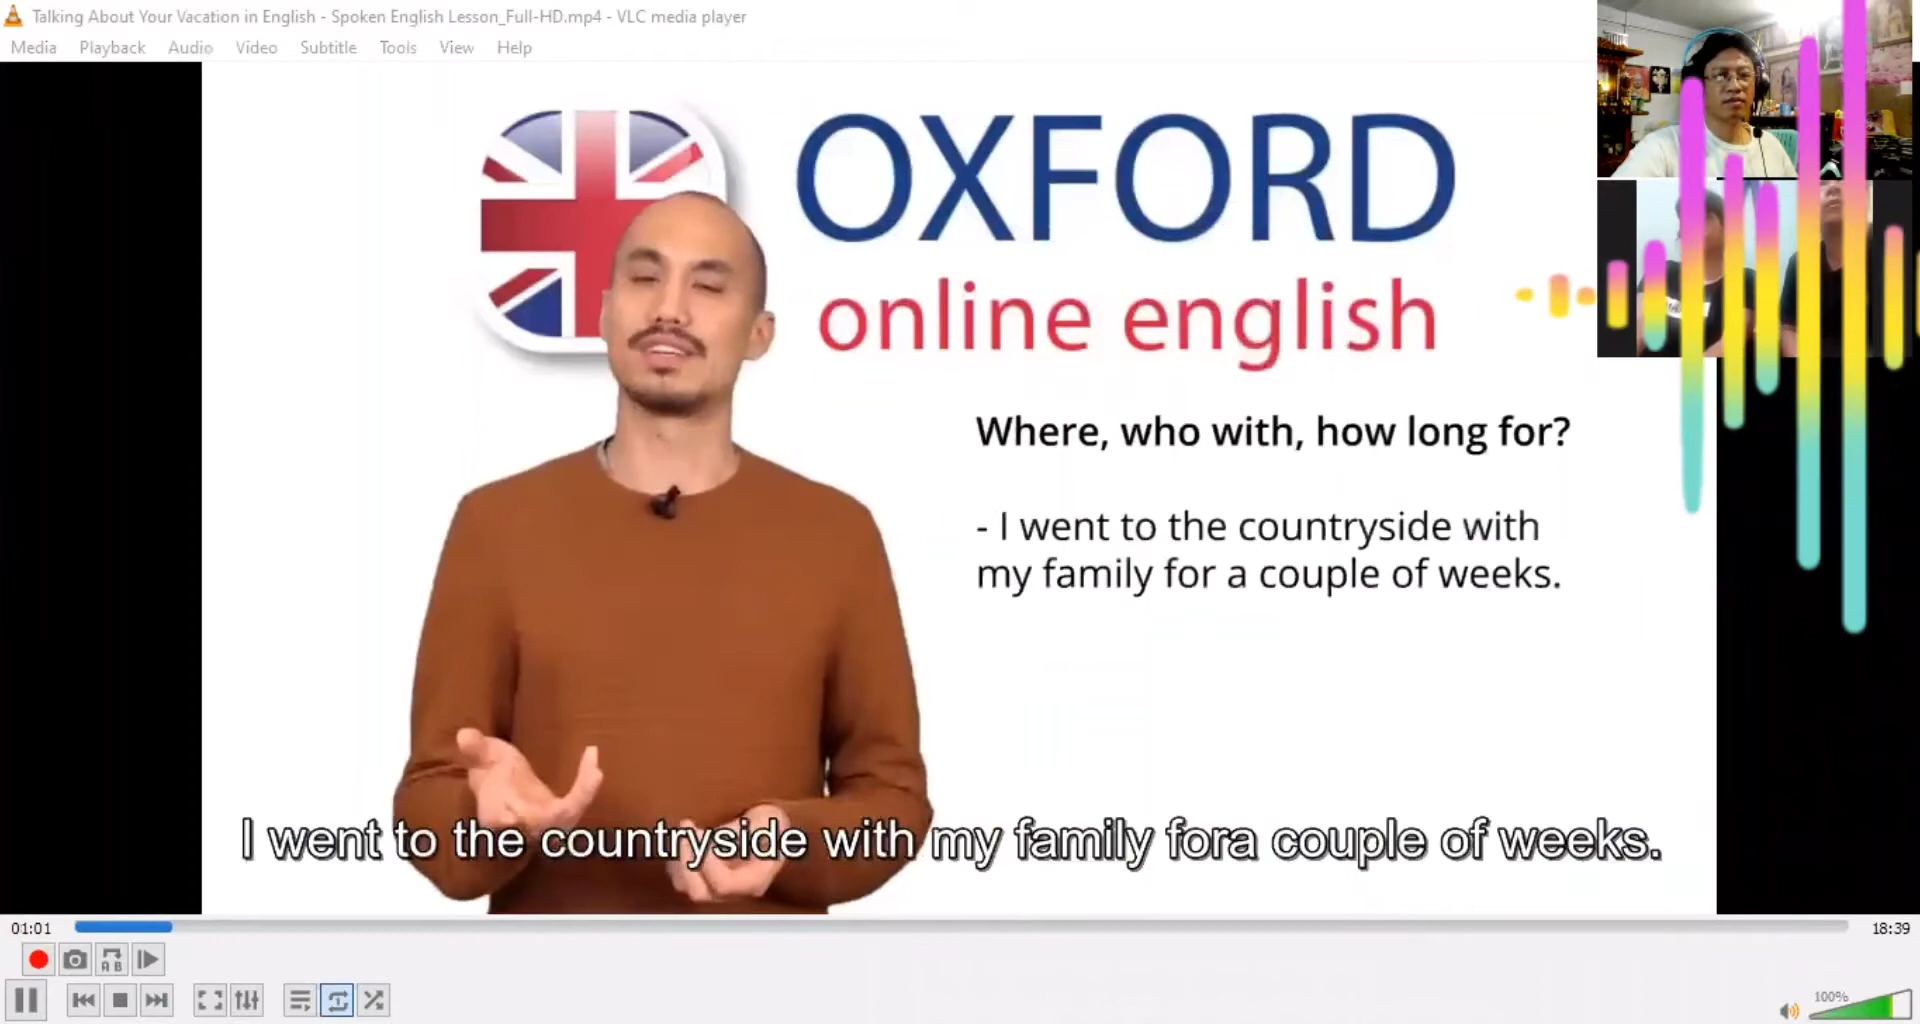 Talking About Your Vacation in English - Spoken English Lesson_Full-HD.mp4 - VLC media player
Media Playback Audio Video Subtitle Tools View Help
OXFORD
online english
Where, who with, how long for?
- I went to the countryside with
my family for a couple of weeks.
I went to the countryside with my family fora couple of weeks.
01:01
18:39
A B
100%